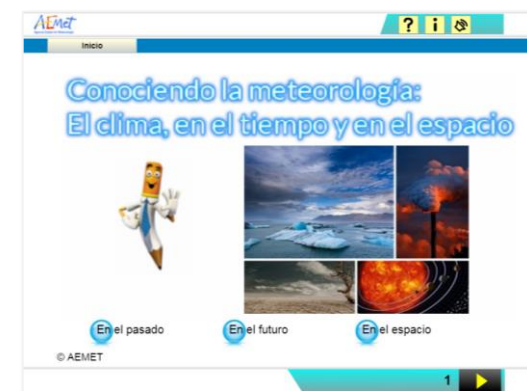 AEmet
? i
Inicio
Conociendo la meteorología:
El clima, en el tiempo y en el espacio
En el pasado
En el futuro
En el espacio
© AEMET
1